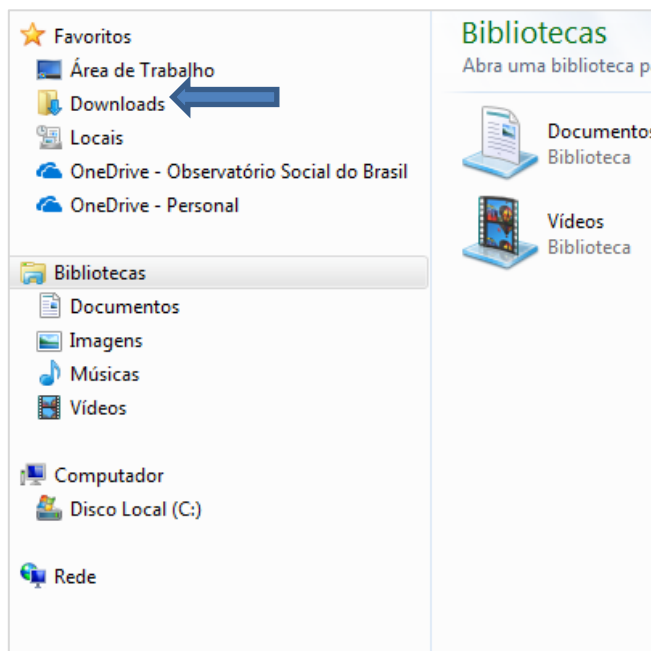 Favoritos
Área de Trabalho
Downloads
Locais
OneDrive - Observatório Social do Brasil
OneDrive - Personal
Bibliotecas
Documentos
Imagens
Músicas
Vídeos
Computador
Disco Local (C:)
Rede
Bibliotecas
Abra uma biblioteca p
Documentos
Biblioteca
Vídeos
Biblioteca